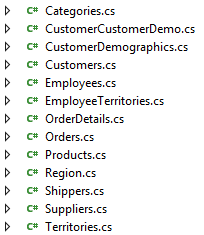 C# Categories.cs
C# CustomerCustomerDemo.cs
C# CustomerDemographics.cs
C# Customers.cs
C# Employees.cs
C# EmployeeTerritories.cs
C# OrderDetails.cs
C# Orders.cs
C# Products.cs
C# Region.cs
C# Shippers.cs
C# Suppliers.cs
C# Territories.cs